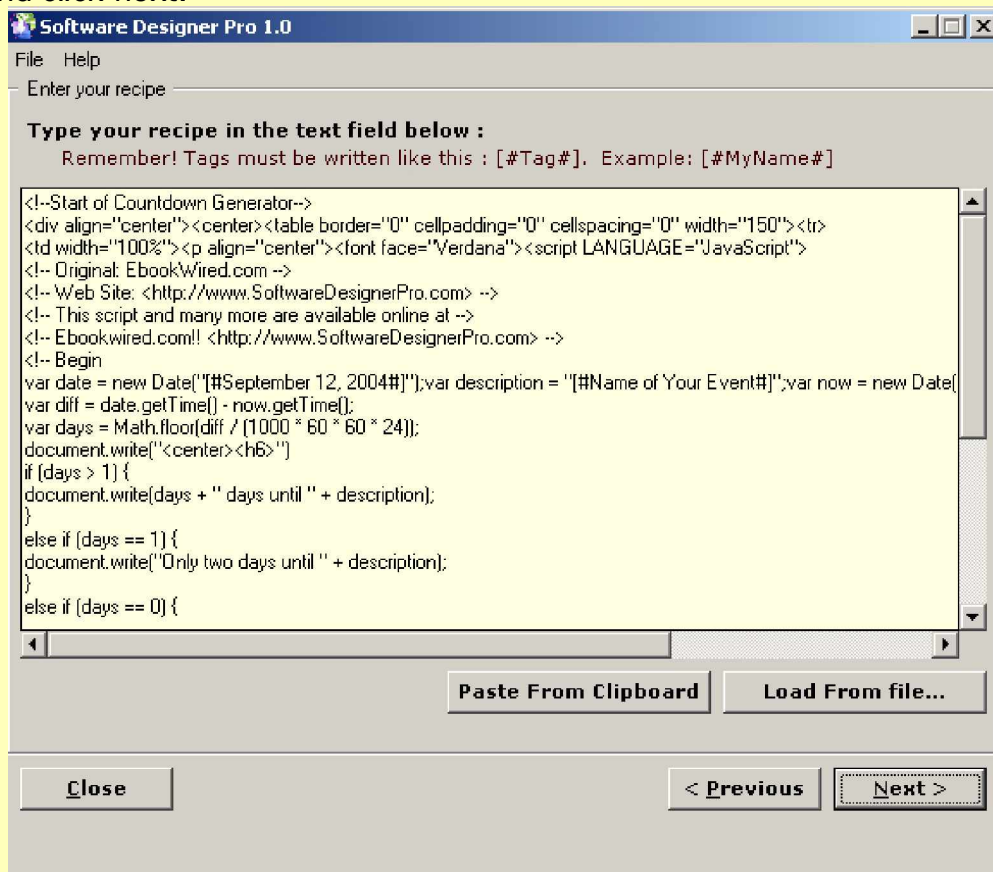 and click next.
Software Designer Pro 1.0
File Help
Enter your recipe
Type your recipe in the text field below :
Remember! Tags must be written like this : [#Tag#]. Example: [#MyName#]
<!--Start of Countdown Generator-->
<div align="center"><center><table border="0" cellpadding="0" cellspacing="0" width="150"><tr>
<td width="100%"><p align="center"><font face="Verdana"><script LANGUAGE="JavaScript">
<!-- Original: EbookWired.com -->
<!-- Web Site: <http://www.SoftwareDesignerPro.com> -->
<!-- This script and many more are available online at -->
<!-- Ebookwired.com!! <http://www.SoftwareDesignerPro.com> -->
<!-- Begin
var date = new Date("[#September 12, 2004#]");var description = "[#Name of Your Event#]";var now = new Date(
var diff = date.getTime() - now.getTime();
var days = Math.floor(diff / (1000 * 60 * 60 * 24));
document.write("<center><h6>")
if (days > 1) {
document.write(days + " days until " + description);
}
else if (days == 1) {
document.write("Only two days until " + description);
}
else if (days == 0) {
Paste From Clipboard Load From file...
Close < Previous Next >